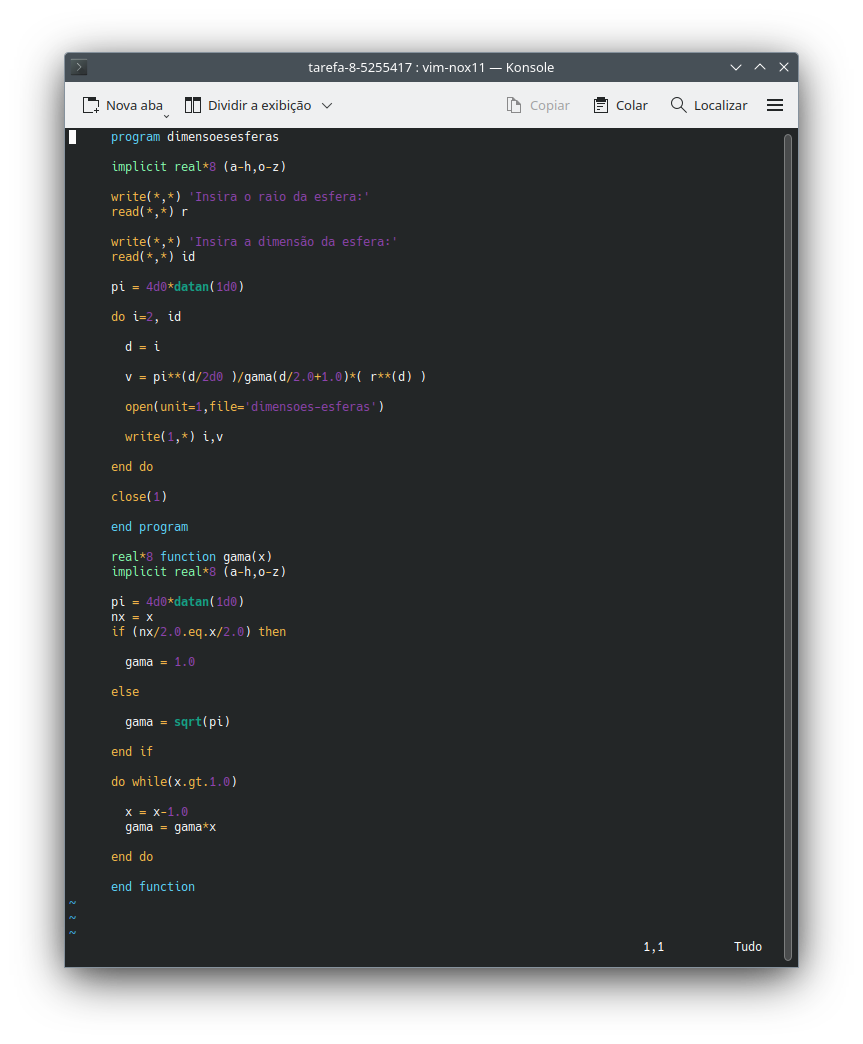 tarefa-8-5255417 : vim-nox11 — Konsole
Nova aba Dividir a exibição Copiar Colar Localizar
program dimensoesesferas
implicit real*8 (a-h,o-z)
write(*,*) 'Insira o raio da esfera:'
read(*,*) r
write(*,*) 'Insira a dimensão da esfera:'
read(*,*) id
pi = 4d0*datan(1d0)
do i=2, id
d = i
v = pi**(d/2d0 )/gama(d/2.0+1.0)*( r**(d) )
open(unit=1,file='dimensoes-esferas')
write(1,*) i,v
end do
close(1)
end program
real*8 function gama(x)
implicit real*8 (a-h,o-z)
pi = 4d0*datan(1d0)
nx = x
if (nx/2.0.eq.x/2.0) then
gama = 1.0
else
gama = sqrt(pi)
end if
do while(x.gt.1.0)
x = x-1.0
gama = gama*x
end do
end function
~
~
~
1,1 Tudo